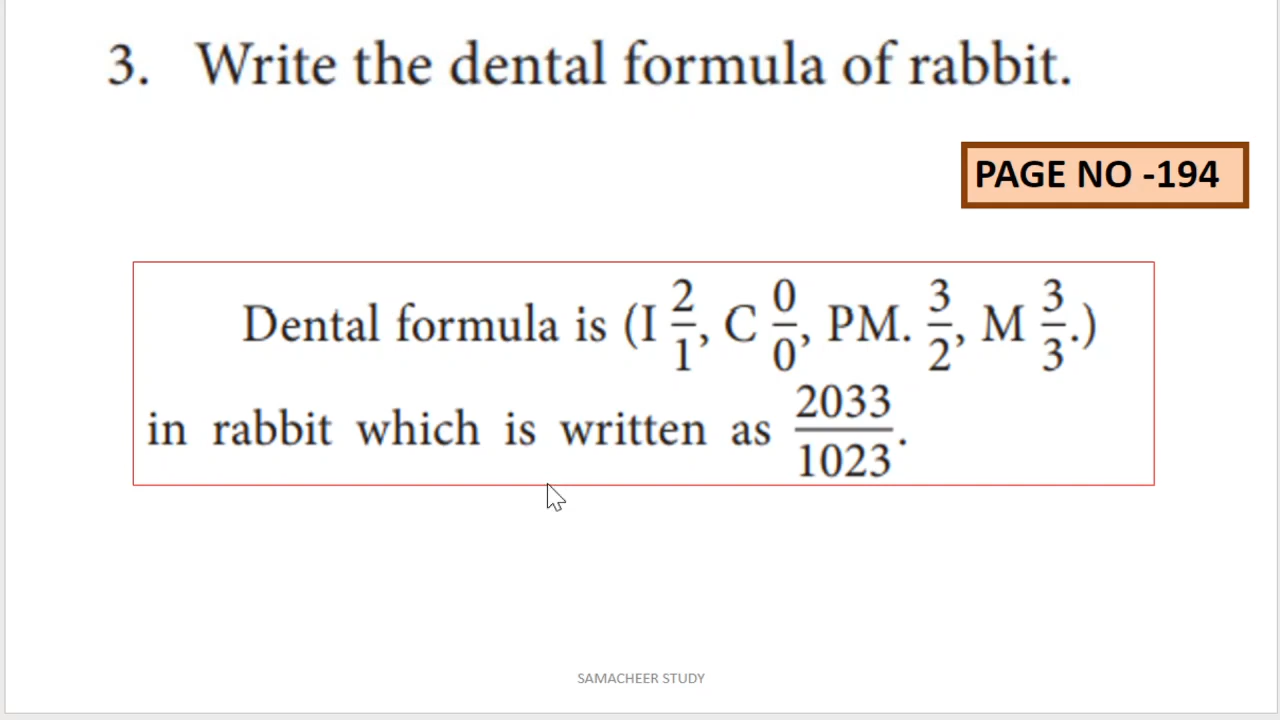 3. Write the dental formula of rabbit.
PAGE NO -194
Dental formula is (I 2/1, C 0/0, PM. 3/2, M 3/3.)
in rabbit which is written as 2033/1023.
SAMACHEER STUDY